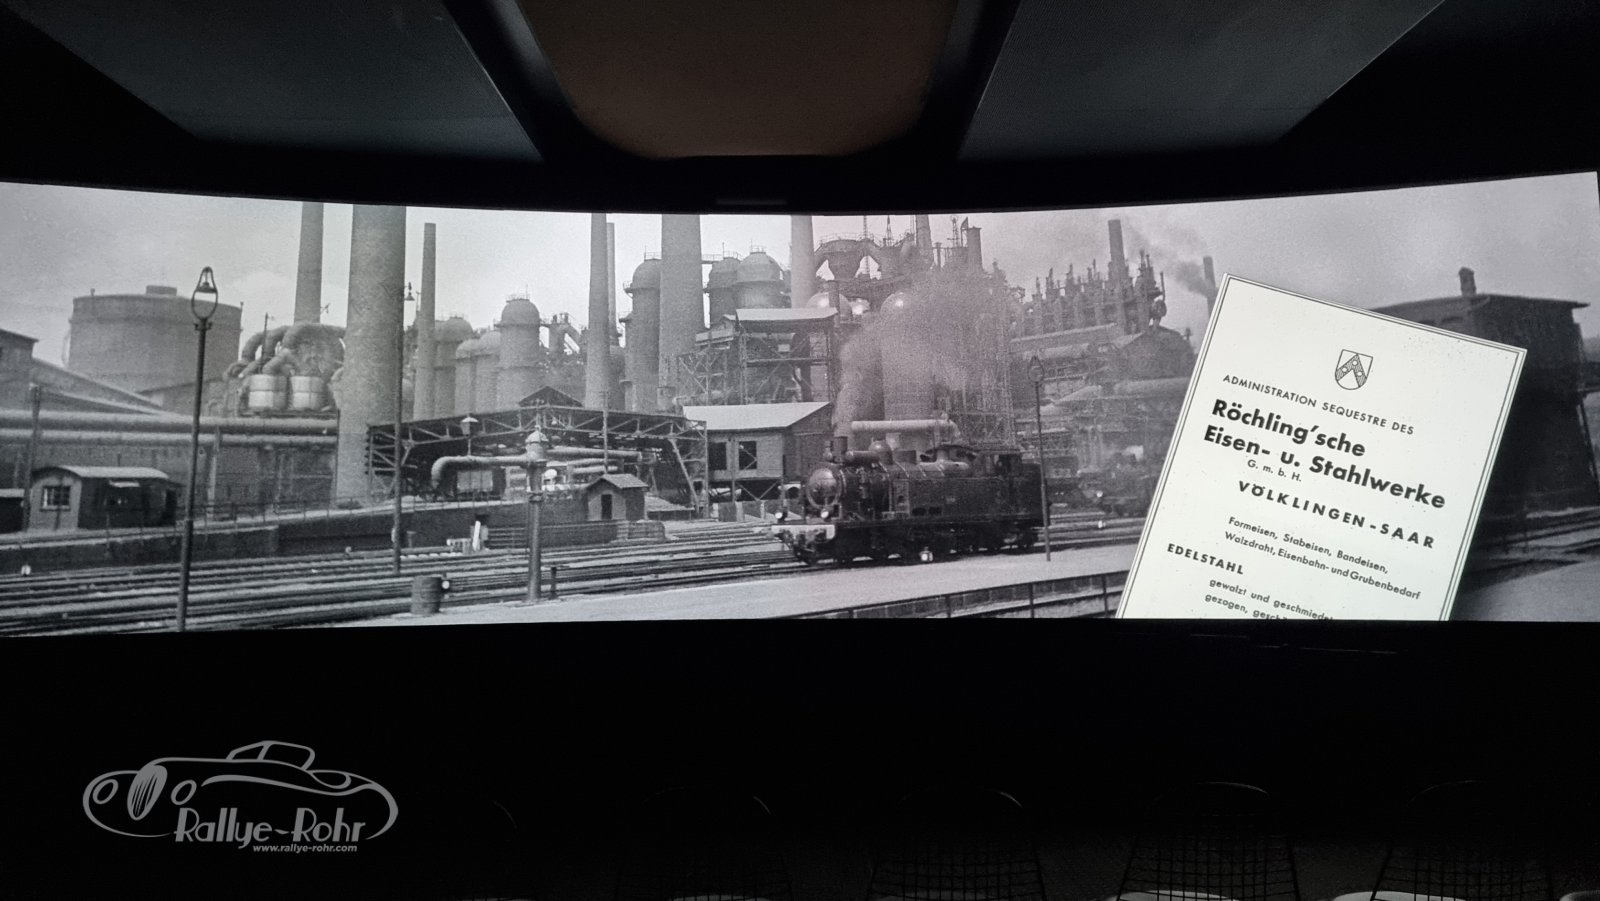 ADMINISTRATION SEQUESTRE DES
Röchling'sche
Eisen- u. Stahlwerke
G. m. b. H.
VÖLKLINGEN-SAAR
Formeisen, Stabeisen, Bandeisen,
Walzdraht, Eisenbahn- und Grubenbedarf
EDELSTAHL
gewalzt und geschmiedet
gezogen,
Rallye-Rohr
www.rallye-rohr.com